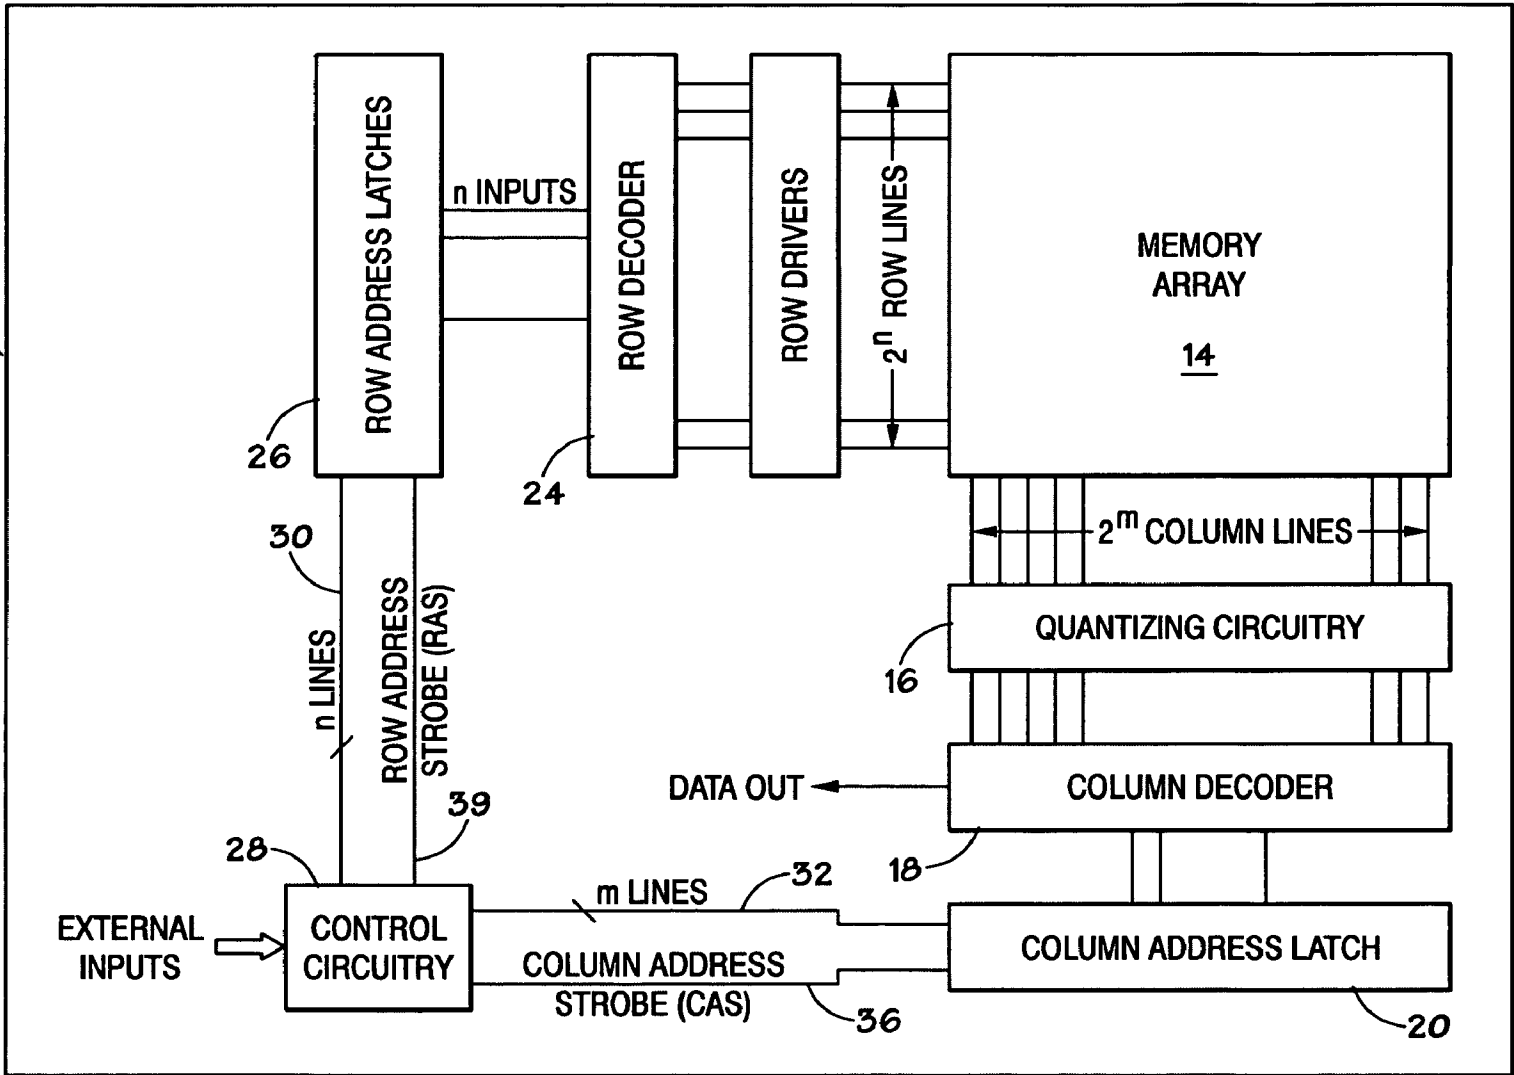 ROW ADDRESS LATCHES
26
n INPUTS
ROW DECODER
24
ROW DRIVERS
2^n ROW LINES
MEMORY
ARRAY
14
2^m COLUMN LINES
QUANTIZING CIRCUITRY
16
COLUMN DECODER
18
DATA OUT
30
n LINES
ROW ADDRESS
STROBE (RAS)
39
28
EXTERNAL
INPUTS
CONTROL
CIRCUITRY
m LINES
32
COLUMN ADDRESS
STROBE (CAS)
36
COLUMN ADDRESS LATCH
20